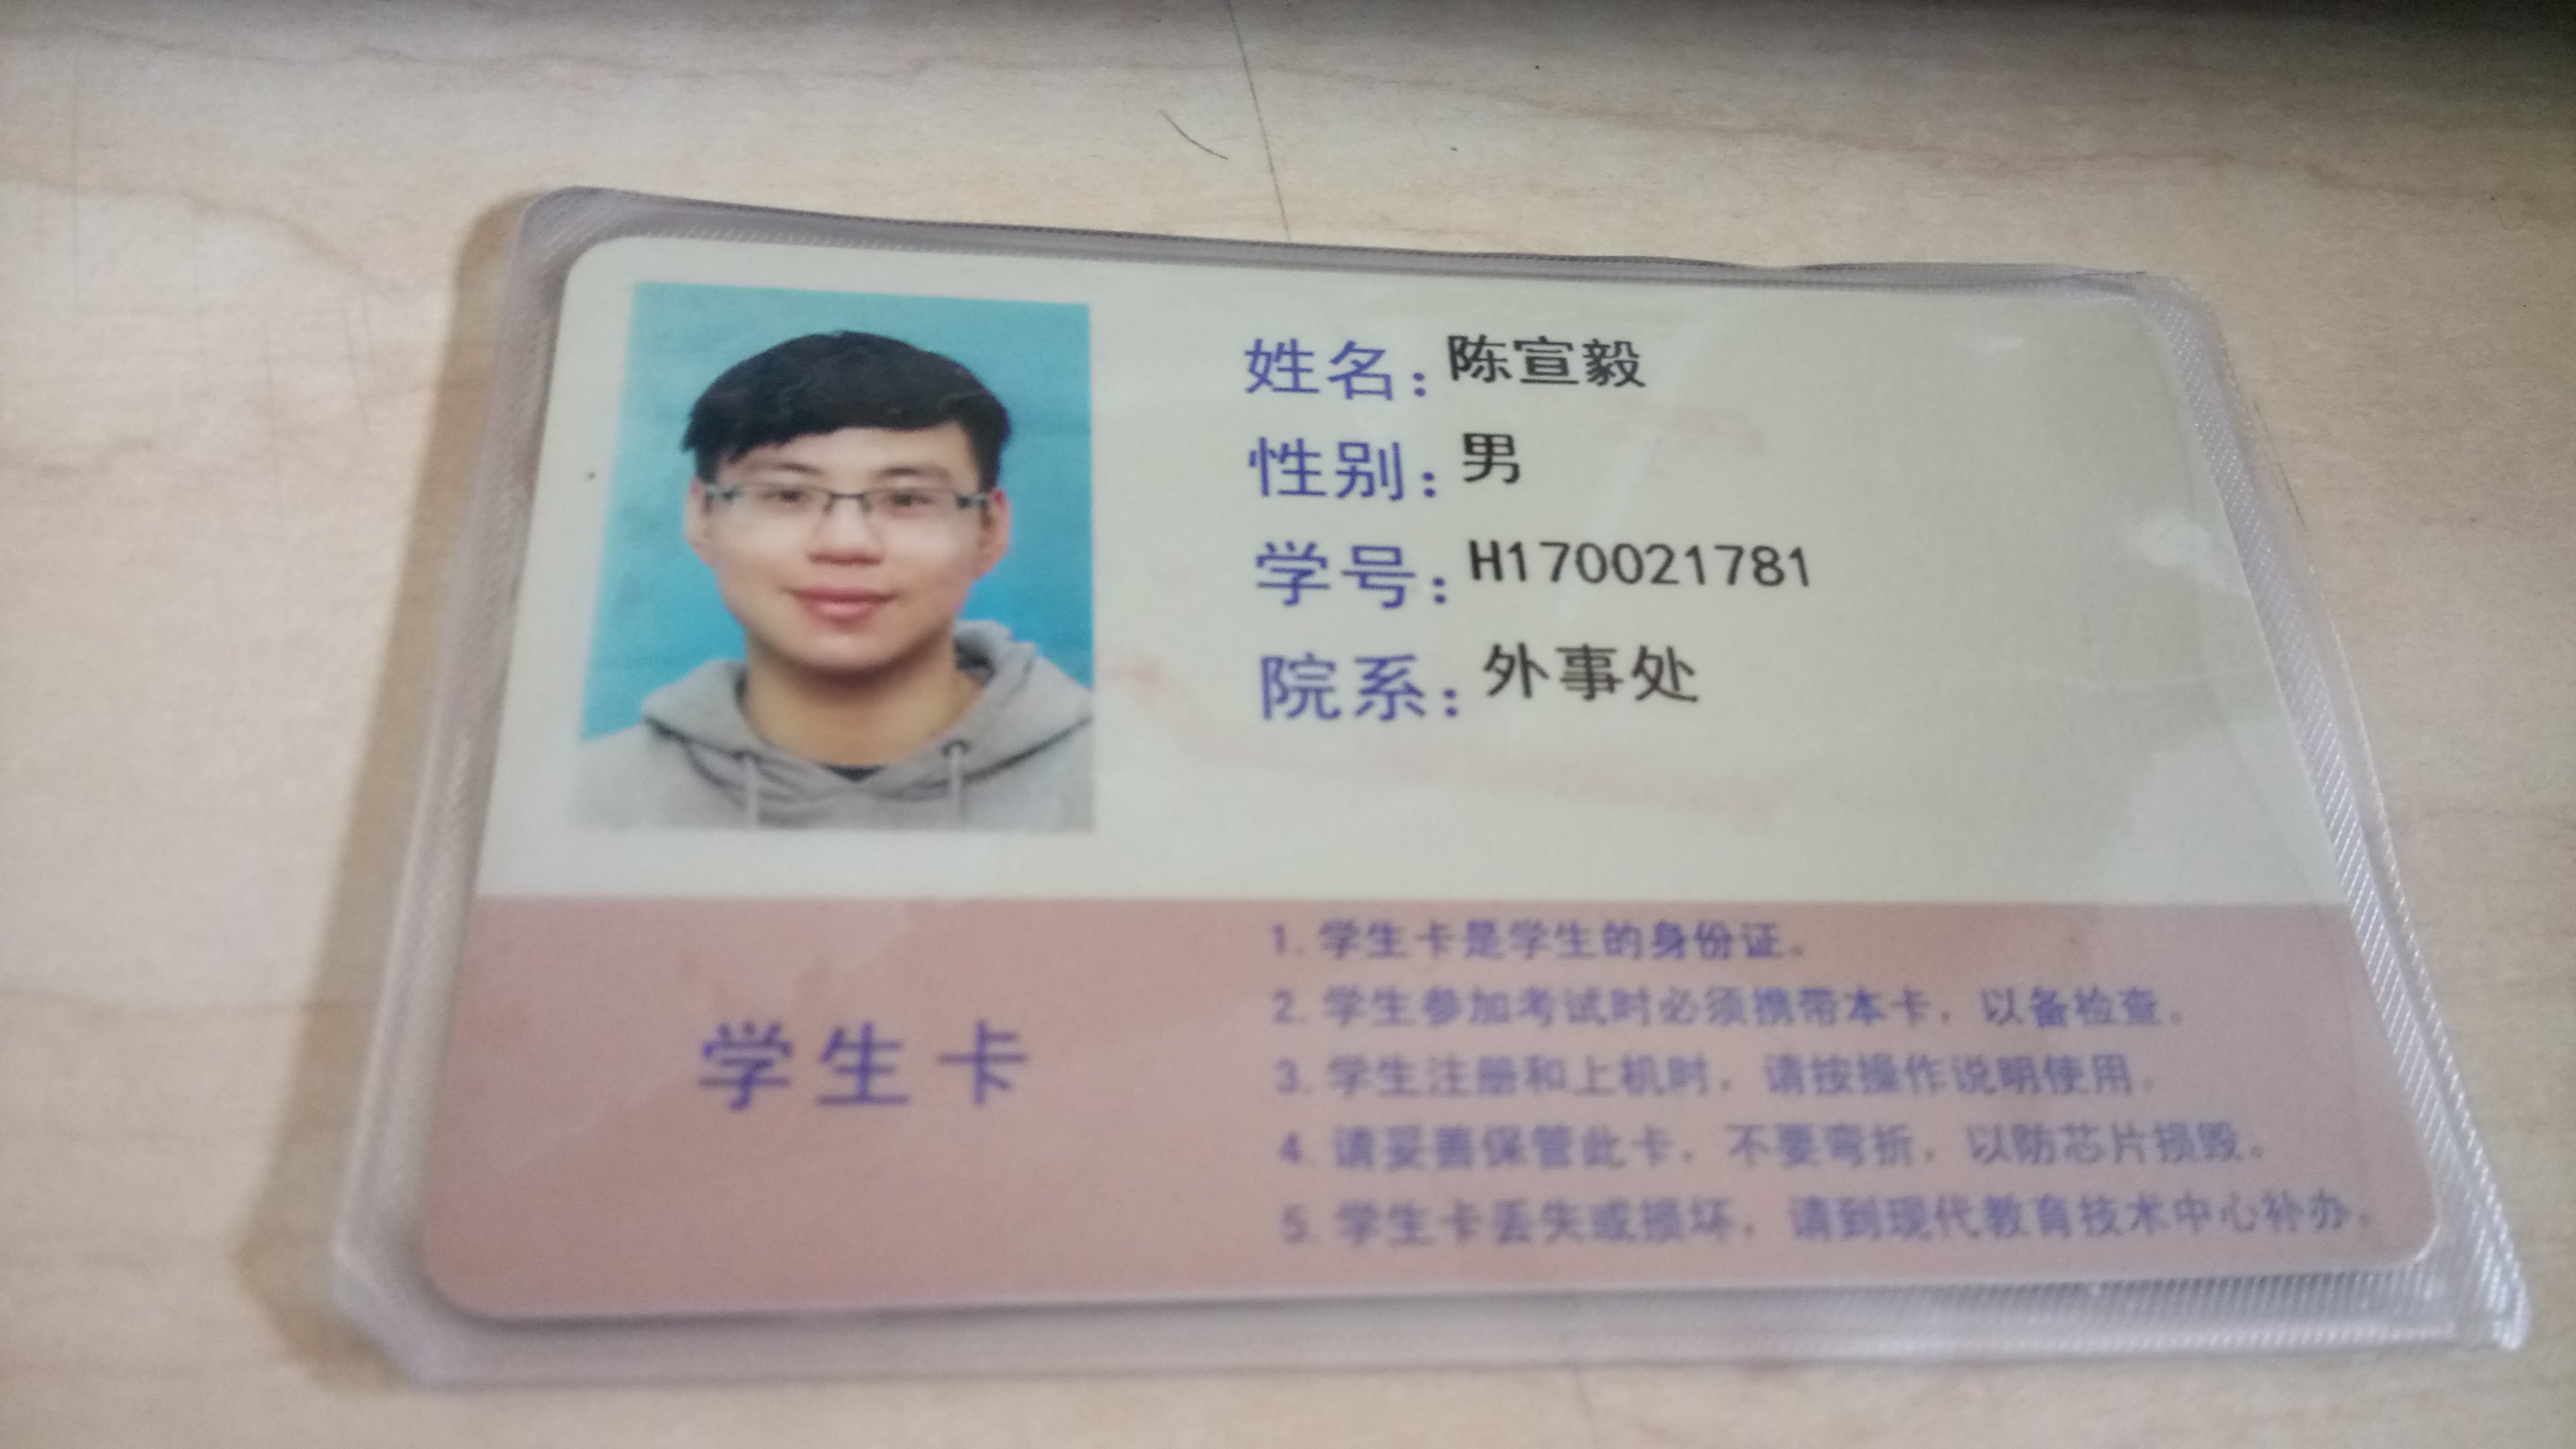 姓名：陈宣毅
性别：男
学号：H170021781
院系：外事处
学生卡
1. 学生卡是学生的身份证。
2. 学生参加考试时必须携带本卡，以备检查。
3. 学生注册和上机时，请按操作说明使用。
4. 请妥善保管此卡，不要弯折，以防芯片损毁。
5. 学生卡丢失或损坏，请到现代教育技术中心补办。